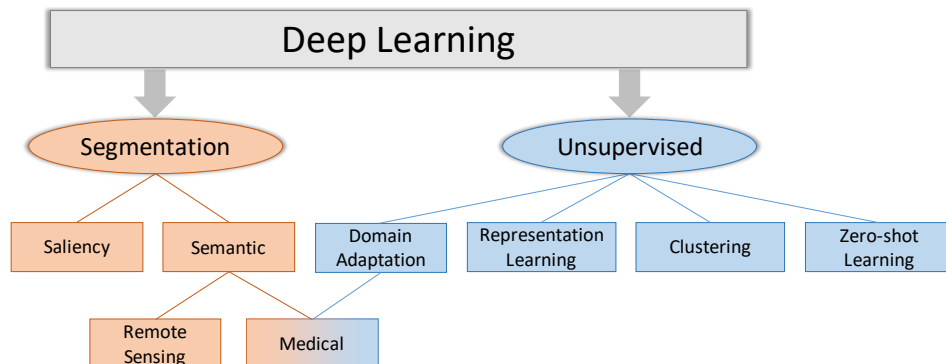 Deep Learning
Segmentation
Unsupervised
Saliency
Semantic
Domain
Adaptation
Representation
Learning
Clustering
Zero-shot
Learning
Remote
Sensing
Medical